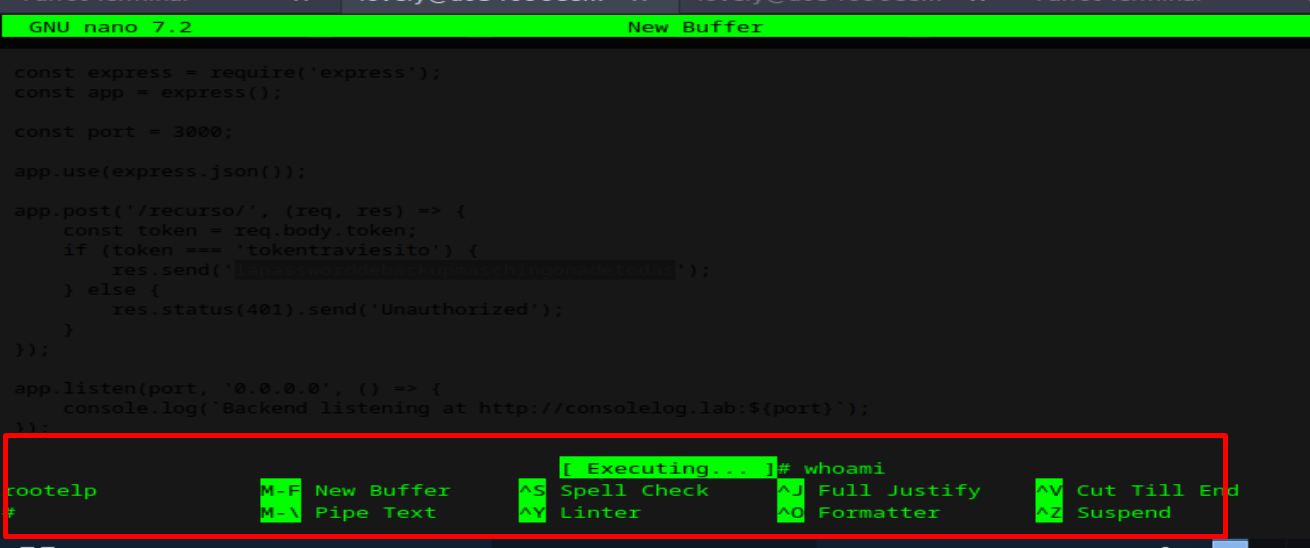 GNU nano 7.2 New Buffer
const express = require('express');
const app = express();
const port = 3000;
app.use(express.json());
app.post('/recurso/', (req, res) => {
const token = req.body.token;
if (token === 'tokentraviesito') {
res.send('lapassworddebackupmaschingonadetodas');
} else {
res.status(401).send('Unauthorized');
}
});
app.listen(port, '0.0.0.0', () => {
console.log(`Backend listening at http://consolelog.lab:${port}`);
});
[ Executing... ]# whoami
rootelp M-F New Buffer ^S Spell Check ^J Full Justify ^V Cut Till End
# M-\ Pipe Text ^Y Linter ^O Formatter ^Z Suspend